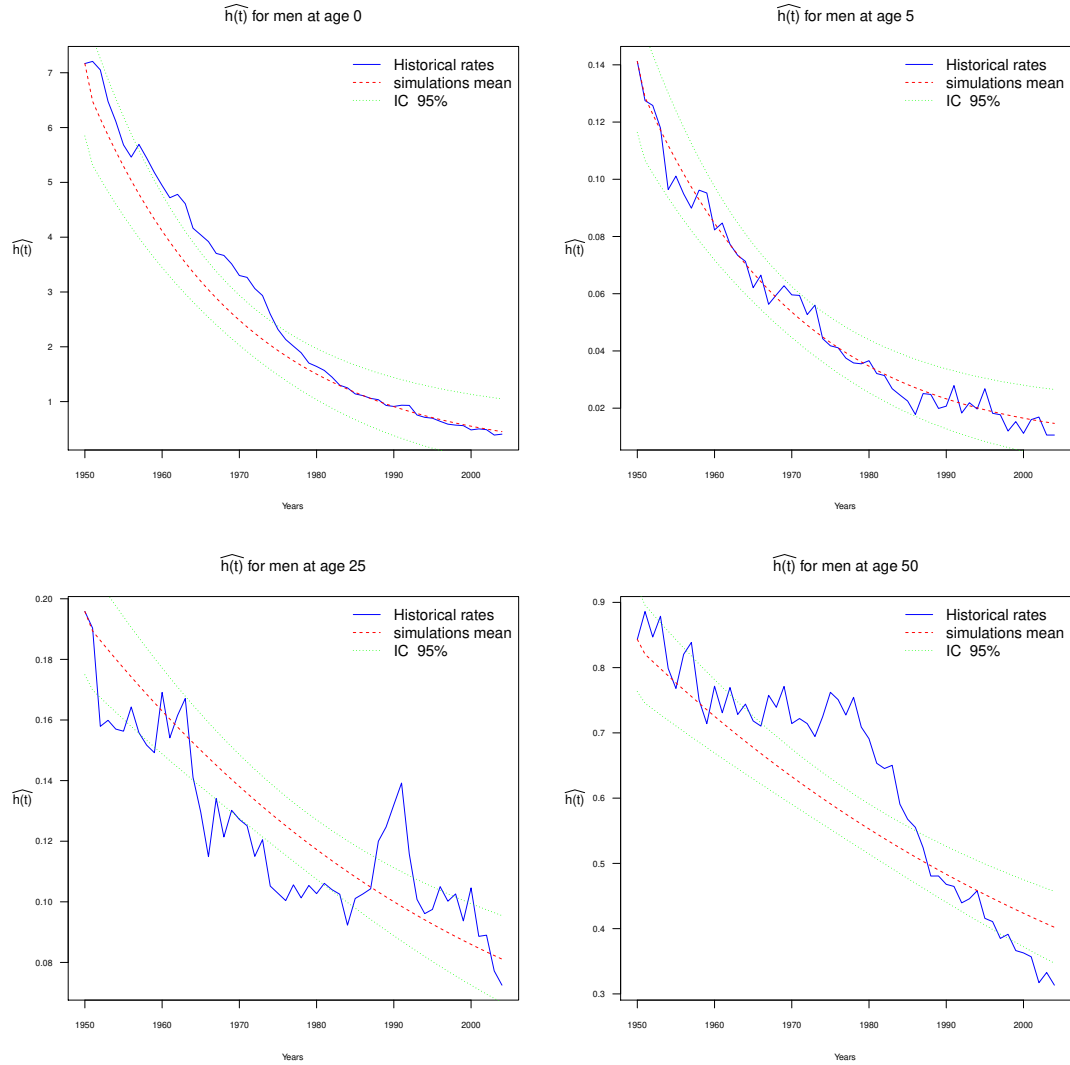 h(t) for men at age 0
7
6
5
4
3
2
1
h(t)
1950 1960 1970 1980 1990 2000
Years
Historical rates
simulations mean
IC 95%
h(t) for men at age 5
0.14
0.12
0.10
0.08
0.06
0.04
0.02
h(t)
1950 1960 1970 1980 1990 2000
Years
Historical rates
simulations mean
IC 95%
h(t) for men at age 25
0.20
0.18
0.16
0.14
0.12
0.10
0.08
h(t)
1950 1960 1970 1980 1990 2000
Years
Historical rates
simulations mean
IC 95%
h(t) for men at age 50
0.9
0.8
0.7
0.6
0.5
0.4
0.3
h(t)
1950 1960 1970 1980 1990 2000
Years
Historical rates
simulations mean
IC 95%